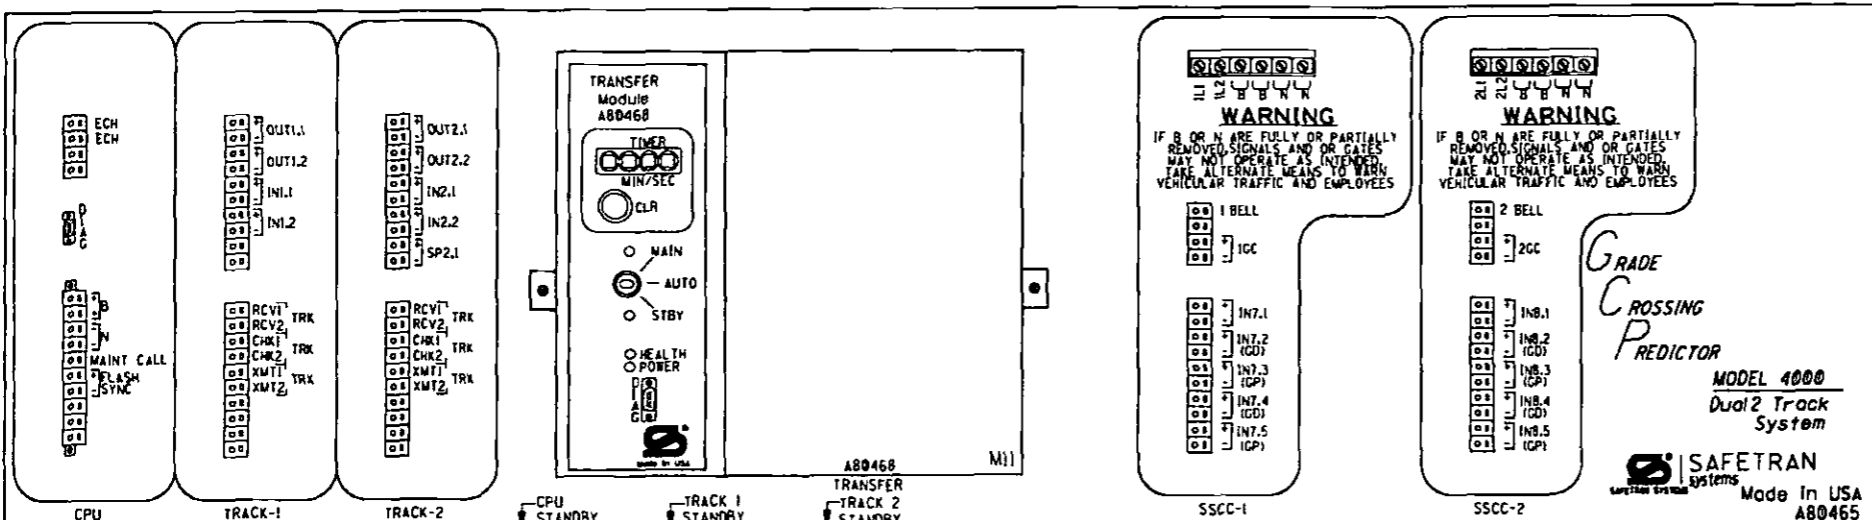 ECH
ECH
DIAG
B
N
MAINT CALL
FLASH
SYNC
CPU
OUT1.1
OUT1.2
IN1.1
IN1.2
RCV1
RCV2
TRK
CHK1
CHK2
TRK
XMT1
XMT2
TRK
TRACK-1
OUT2.1
OUT2.2
IN2.1
IN2.2
SP2.1
RCV1
RCV2
TRK
CHK1
CHK2
TRK
XMT1
XMT2
TRK
TRACK-2
TRANSFER
Module
A80468
TIMER
MIN/SEC
CLR
MAIN
AUTO
STBY
HEALTH
POWER
DIAG
Made in USA
M11
A80468
TRANSFER
CPU
STANDBY
TRACK 1
STANDBY
TRACK 2
STANDBY
1L1 1L2 B B N N
WARNING
IF B OR N ARE FULLY OR PARTIALLY
REMOVED,SIGNALS AND OR GATES
MAY NOT OPERATE AS INTENDED,
TAKE ALTERNATE MEANS TO WARN
VEHICULAR TRAFFIC AND EMPLOYEES
1 BELL
1GC
IN7.1
IN7.2
(GD)
IN7.3
(GP)
IN7.4
(GD)
IN7.5
(GP)
SSCC-1
2L1 2L2 B B N N
WARNING
IF B OR N ARE FULLY OR PARTIALLY
REMOVED,SIGNALS AND OR GATES
MAY NOT OPERATE AS INTENDED,
TAKE ALTERNATE MEANS TO WARN
VEHICULAR TRAFFIC AND EMPLOYEES
2 BELL
2GC
IN8.1
IN8.2
(GD)
IN8.3
(GP)
IN8.4
(GD)
IN8.5
(GP)
SSCC-2
GRADE
CROSSING
PREDICTOR
MODEL 4000
Dual2 Track
System
SAFETRAN
systems
SAFETRAN SYSTEMS
Made in USA
A80465